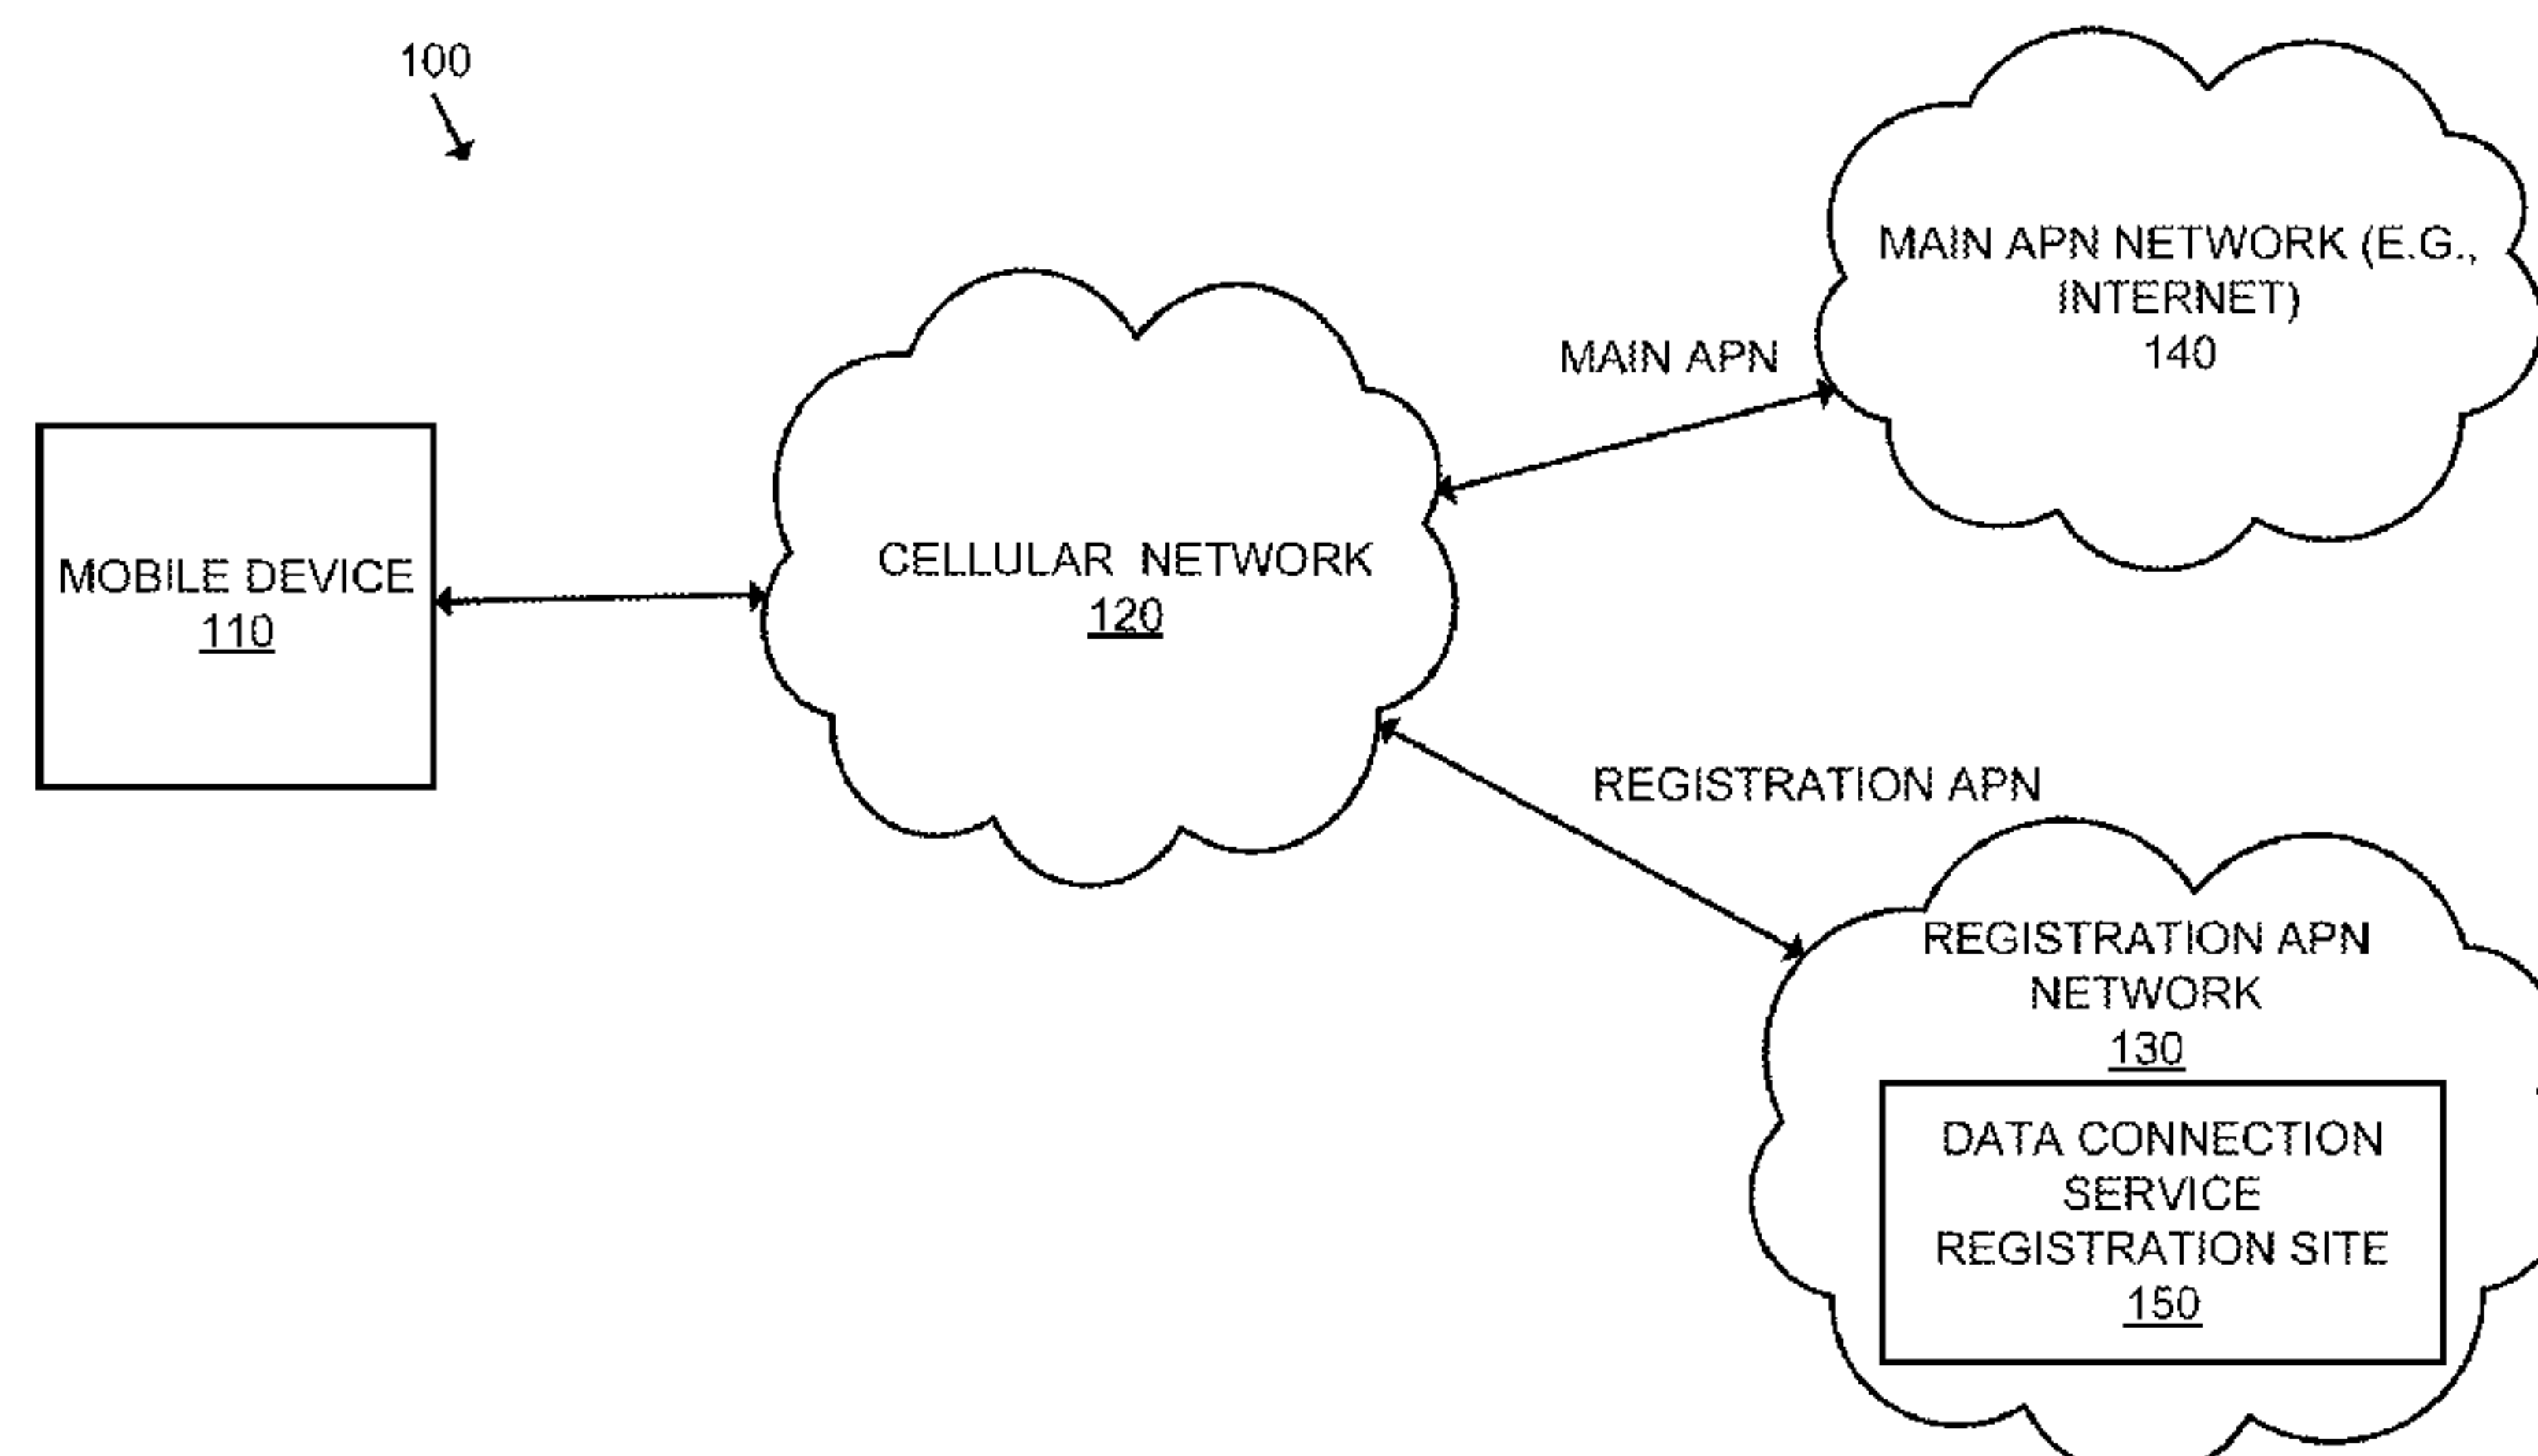 100
MAIN APN NETWORK (E.G.,
INTERNET)
140
MAIN APN
MOBILE DEVICE
110
CELLULAR NETWORK
120
REGISTRATION APN
REGISTRATION APN
NETWORK
130
DATA CONNECTION
SERVICE
REGISTRATION SITE
150